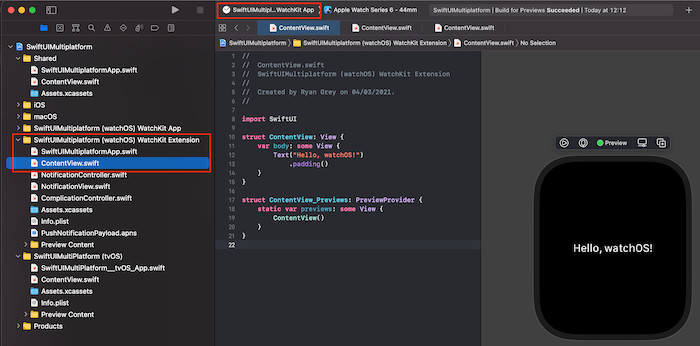 SwiftUIMultipl...WatchKit App
Apple Watch Series 6 - 44mm
SwiftUIMultiplatform | Build for Previews Succeeded | Today at 12:12
ContentView.swift
ContentView.swift
ContentView.swift
SwiftUIMultiplatform
SwiftUIMultiplatform (watchOS) WatchKit Extension
ContentView.swift
No Selection
SwiftUIMultiplatform
Shared
SwiftUIMultiplatformApp.swift
ContentView.swift
Assets.xcassets
iOS
macOS
SwiftUIMultiplatform (watchOS) WatchKit App
SwiftUIMultiplatform (watchOS) WatchKit Extension
SwiftUIMultiplatformApp.swift
ContentView.swift
NotificationController.swift
NotificationView.swift
ComplicationController.swift
Assets.xcassets
Info.plist
PushNotificationPayload.apns
Preview Content
SwiftUIMultiPlatform (tvOS)
SwiftUIMultiPlatform__tvOS_App.swift
ContentView.swift
Assets.xcassets
Info.plist
Preview Content
Products
1 //
2 //  ContentView.swift
3 //  SwiftUIMultiplatform (watchOS) WatchKit Extension
4 //
5 //  Created by Ryan Grey on 04/03/2021.
6 //
7
8 import SwiftUI
9
10 struct ContentView: View {
11     var body: some View {
12         Text("Hello, watchOS!")
13             .padding()
14     }
15 }
16
17 struct ContentView_Previews: PreviewProvider {
18     static var previews: some View {
19         ContentView()
20     }
21 }
22
Preview
Hello, watchOS!